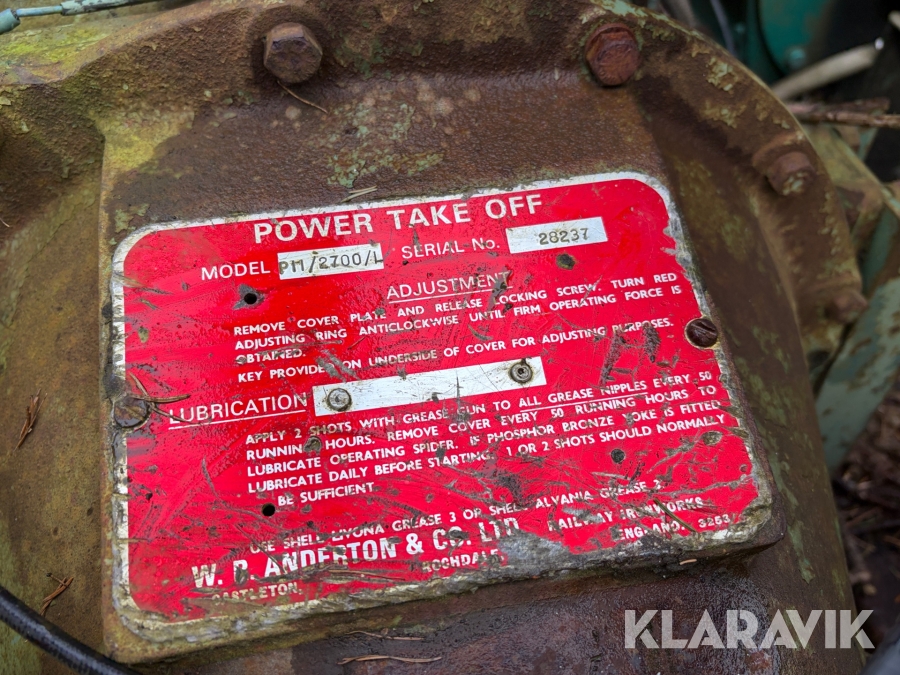 POWER TAKE OFF
MODEL PM/2700/L SERIAL-No. 28237
ADJUSTMENT
REMOVE COVER PLATE AND RELEASE LOCKING SCREW. TURN RED
ADJUSTING RING ANTICLOCKWISE UNTIL FIRM OPERATING FORCE IS
OBTAINED.
KEY PROVIDED ON UNDERSIDE OF COVER FOR ADJUSTING PURPOSES.
LUBRICATION
APPLY 2 SHOTS WITH GREASE GUN TO ALL GREASE NIPPLES EVERY 50
RUNNING HOURS. REMOVE COVER EVERY 50 RUNNING HOURS TO
LUBRICATE OPERATING SPIDER. IF PHOSPHOR BRONZE YOKE IS FITTED
LUBRICATE DAILY BEFORE STARTING. 1 OR 2 SHOTS SHOULD NORMALLY
BE SUFFICIENT.
USE SHELL LIVONA GREASE 3 OR SHELL ALVANIA GREASE 3
W. D. ANDERTON & CO. LTD. RAILWAY IRONWORKS
CASTLETON, ROCHDALE, ENGLAND. 3283
KLARAVIK